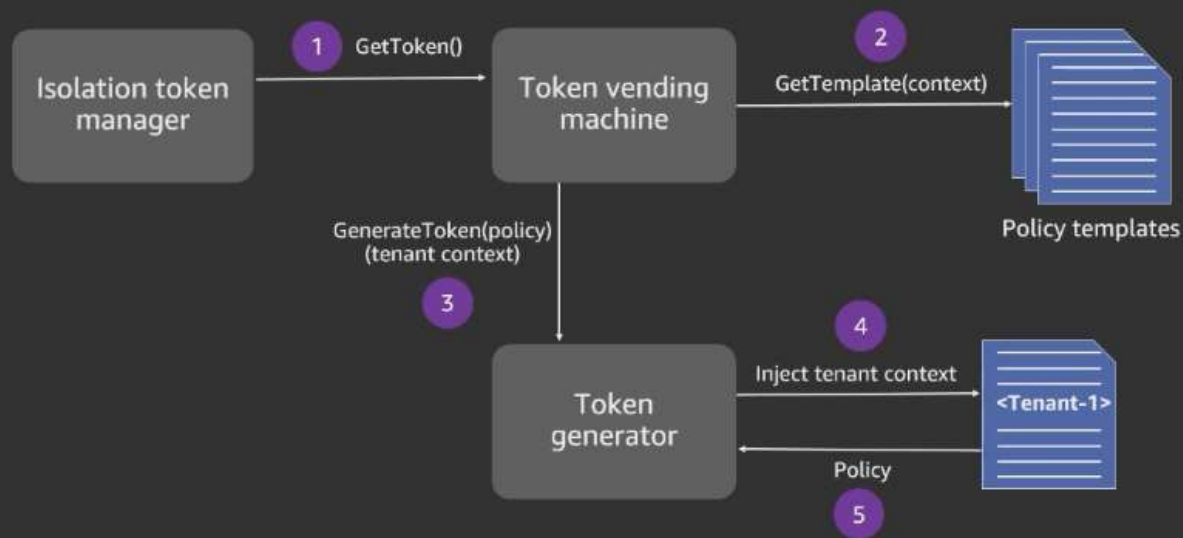 1
GetToken()
2
Isolation token
manager
Token vending
machine
GetTemplate(context)
Policy templates
GenerateToken(policy)
(tenant context)
3
4
Inject tenant context
<Tenant-1>
Token
generator
Policy
5